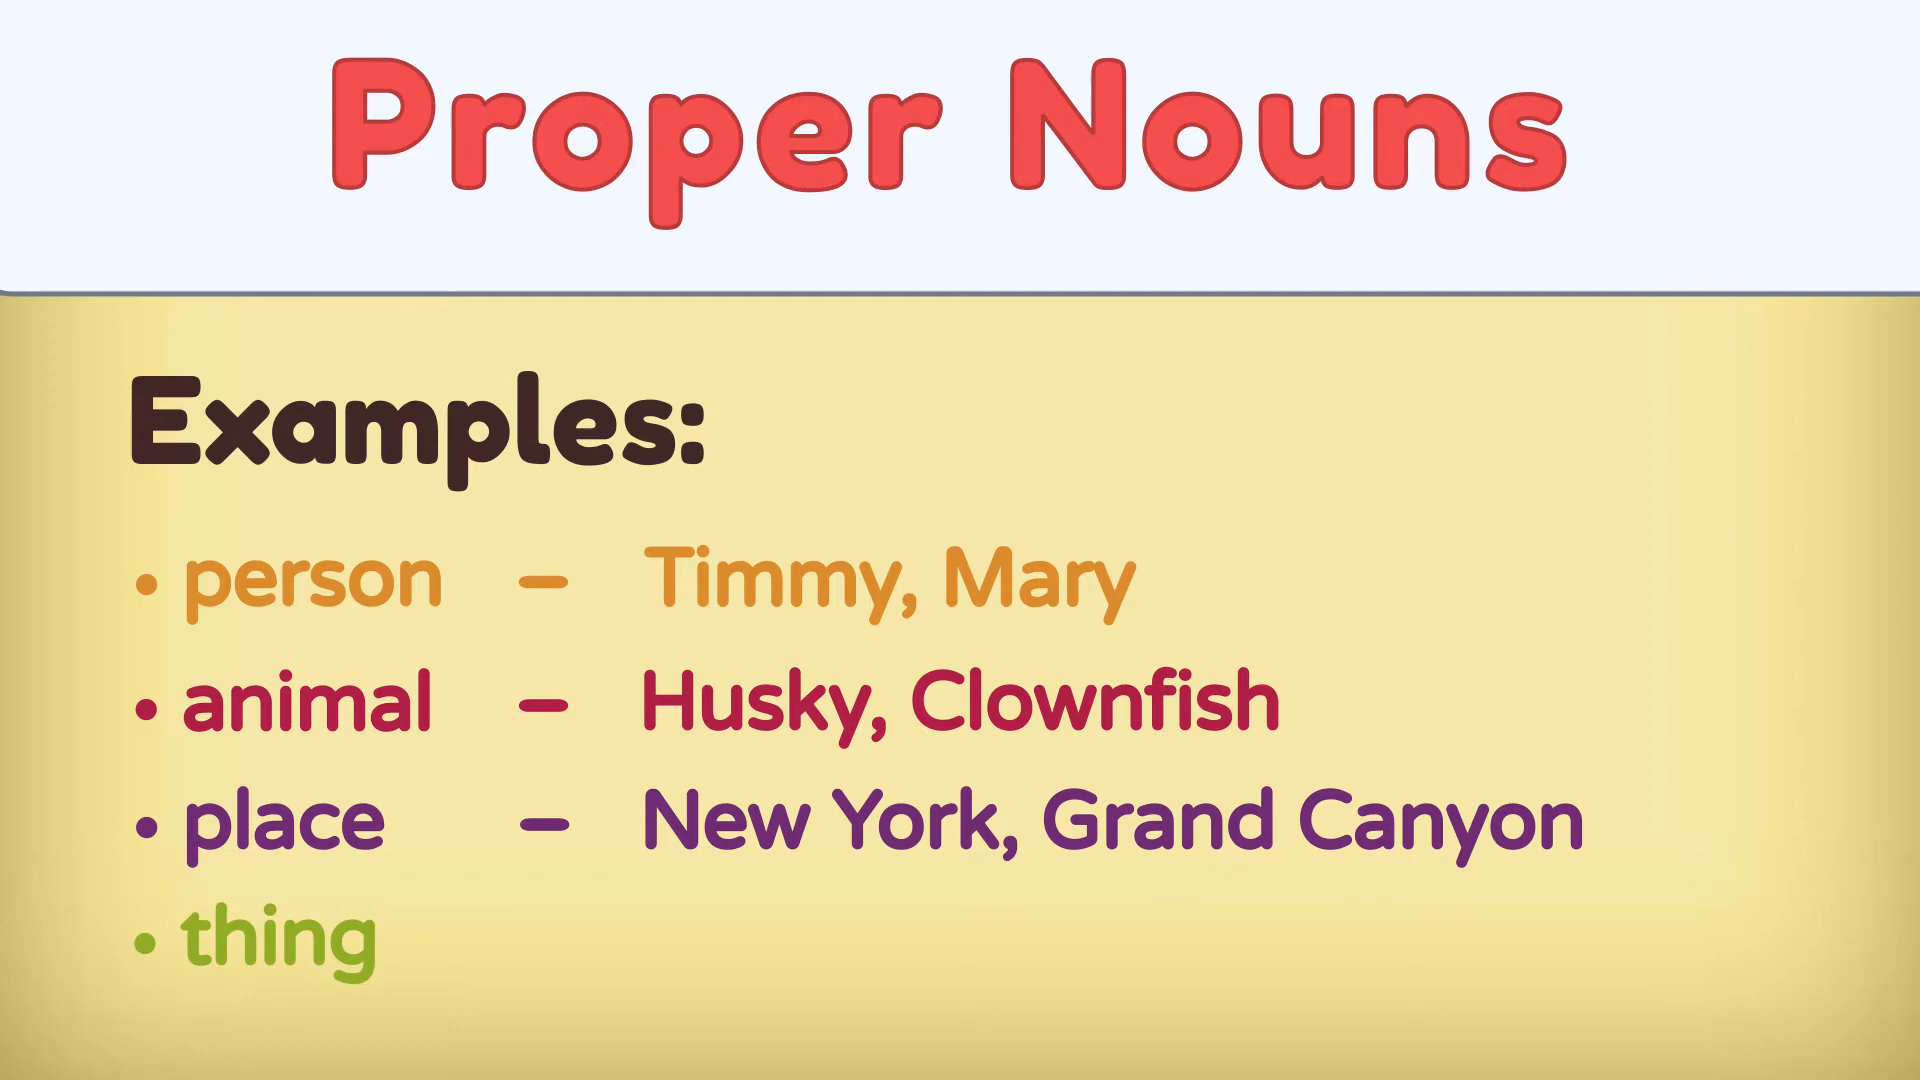 Proper Nouns
Examples:
• person – Timmy, Mary
• animal – Husky, Clownfish
• place – New York, Grand Canyon
• thing